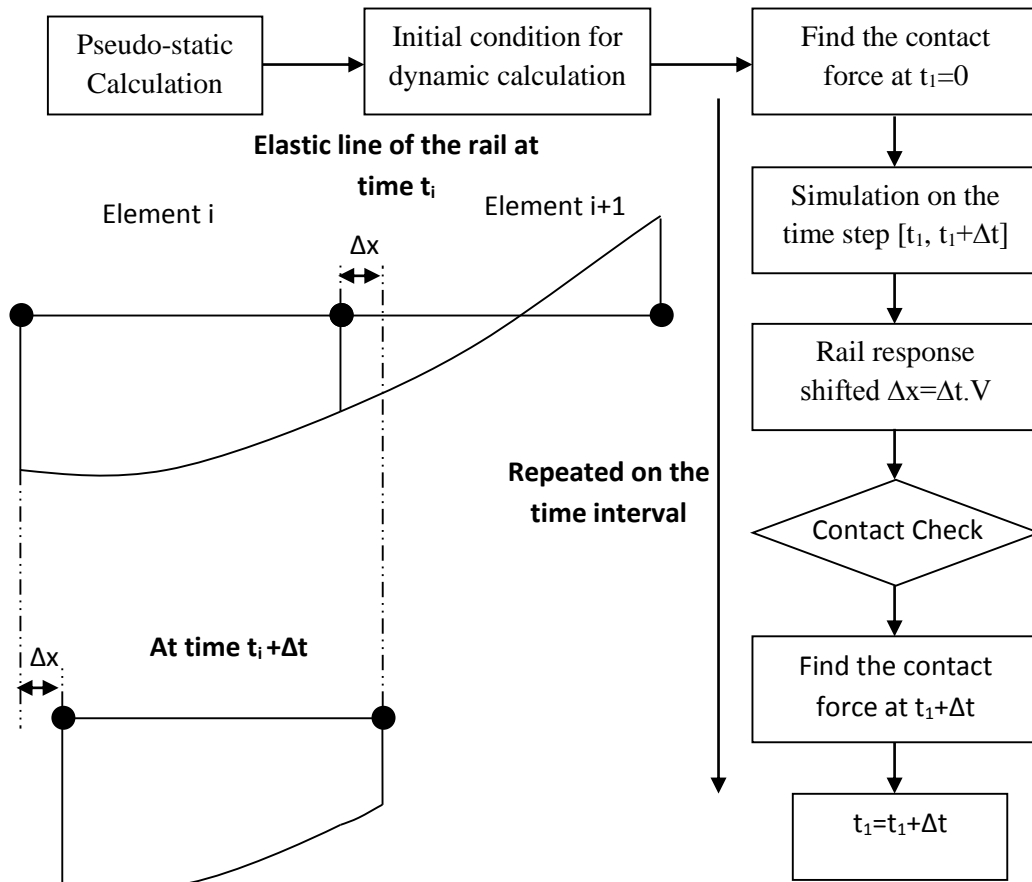 Pseudo-static
Calculation
Initial condition for
dynamic calculation
Find the contact
force at t₁=0
Elastic line of the rail at
time tᵢ
Element i
Element i+1
Δx
Simulation on the
time step [t₁, t₁+Δt]
Rail response
shifted Δx=Δt.V
Repeated on the
time interval
Contact Check
At time tᵢ+Δt
Δx
Find the contact
force at t₁+Δt
t₁=t₁+Δt